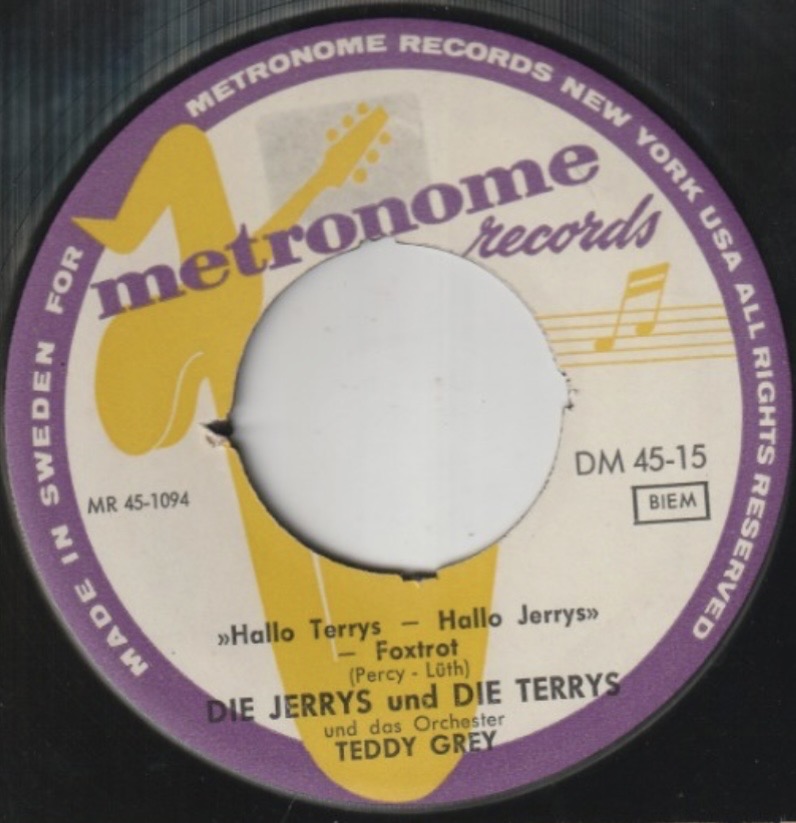 MADE IN SWEDEN FOR METRONOME RECORDS NEW YORK USA ALL RIGHTS RESERVED
metronome
records
DM 45-15
BIEM
MR 45-1094
»Hallo Terrys — Hallo Jerrys»
— Foxtrot
(Percy - Lüth)
DIE JERRYS und DIE TERRYS
und das Orchester
TEDDY GREY